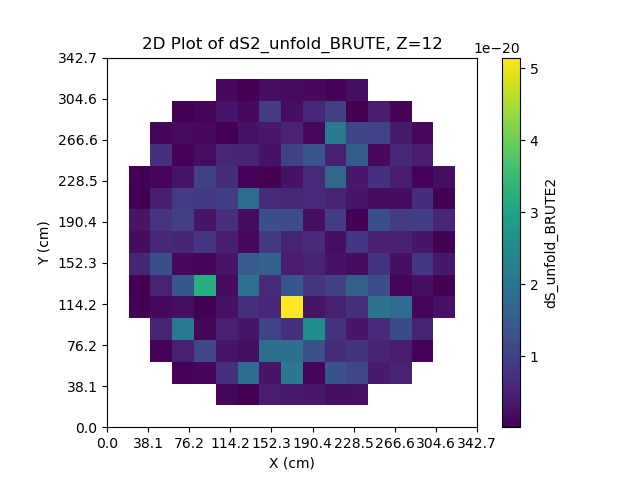 2D Plot of dS2_unfold_BRUTE, Z=12
1e−20
342.7
304.6
266.6
228.5
190.4
152.3
114.2
76.2
38.1
0.0
Y (cm)
0.0 38.1 76.2 114.2 152.3 190.4 228.5 266.6 304.6 342.7
X (cm)
5
4
3
2
1
dS_unfold_BRUTE2